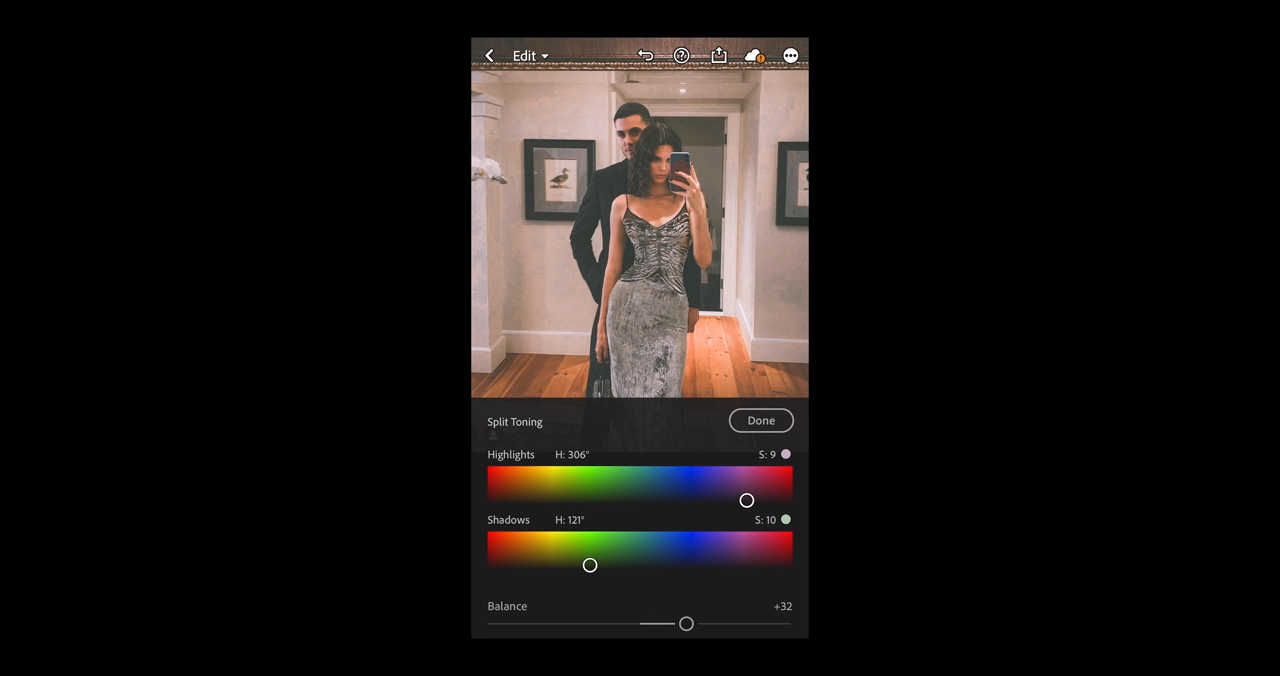 Edit
Split Toning
Done
Highlights H: 306° S: 9
Shadows H: 121° S: 10
Balance +32